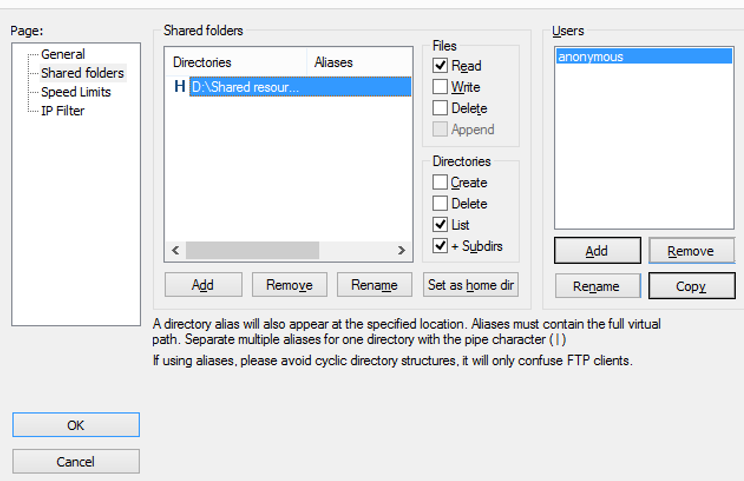 Page:
General
Shared folders
Speed Limits
IP Filter
OK
Cancel
Shared folders
Directories Aliases
H D:\Shared resour...
Add Remove Rename Set as home dir
Files
Read
Write
Delete
Append
Directories
Create
Delete
List
+ Subdirs
Users
anonymous
Add Remove
Rename Copy
A directory alias will also appear at the specified location. Aliases must contain the full virtual
path. Separate multiple aliases for one directory with the pipe character ( | )
If using aliases, please avoid cyclic directory structures, it will only confuse FTP clients.